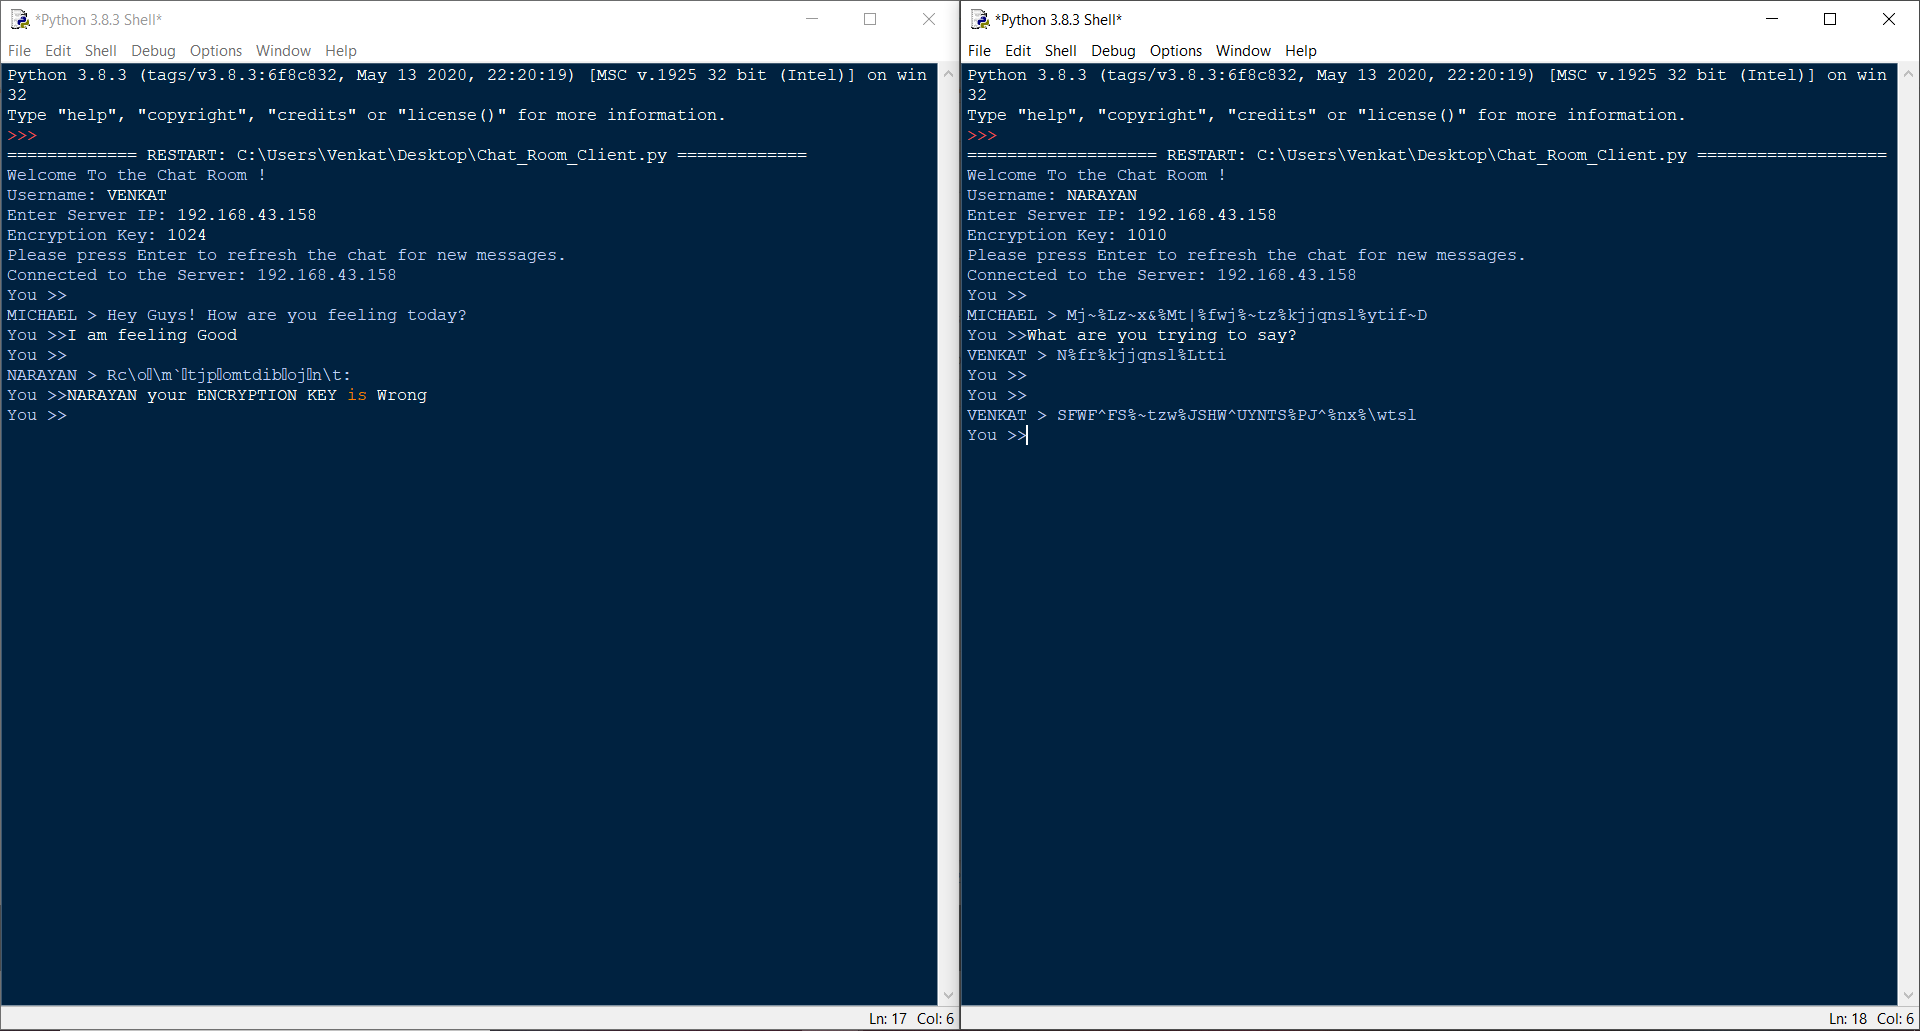 *Python 3.8.3 Shell*
File Edit Shell Debug Options Window Help
Python 3.8.3 (tags/v3.8.3:6f8c832, May 13 2020, 22:20:19) [MSC v.1925 32 bit (Intel)] on win
32
Type "help", "copyright", "credits" or "license()" for more information.
>>>
============= RESTART: C:\Users\Venkat\Desktop\Chat_Room_Client.py =============
Welcome To the Chat Room !
Username: VENKAT
Enter Server IP: 192.168.43.158
Encryption Key: 1024
Please press Enter to refresh the chat for new messages.
Connected to the Server: 192.168.43.158
You >>
MICHAEL > Hey Guys! How are you feeling today?
You >>I am feeling Good
You >>
NARAYAN > Rc\o▯\m`▯tjp▯omtdib▯oj▯n\t:
You >>NARAYAN your ENCRYPTION KEY is Wrong
You >>
Ln: 17 Col: 6
*Python 3.8.3 Shell*
File Edit Shell Debug Options Window Help
Python 3.8.3 (tags/v3.8.3:6f8c832, May 13 2020, 22:20:19) [MSC v.1925 32 bit (Intel)] on win
32
Type "help", "copyright", "credits" or "license()" for more information.
>>>
=================== RESTART: C:\Users\Venkat\Desktop\Chat_Room_Client.py ===================
Welcome To the Chat Room !
Username: NARAYAN
Enter Server IP: 192.168.43.158
Encryption Key: 1010
Please press Enter to refresh the chat for new messages.
Connected to the Server: 192.168.43.158
You >>
MICHAEL > Mj~%Lz~x&%Mt|%fwj%~tz%kjjqnsl%ytif~D
You >>What are you trying to say?
VENKAT > N%fr%kjjqnsl%Ltti
You >>
You >>
VENKAT > SFWF^FS%~tzw%JSHW^UYNTS%PJ^%nx%\wtsl
You >>
Ln: 18 Col: 6